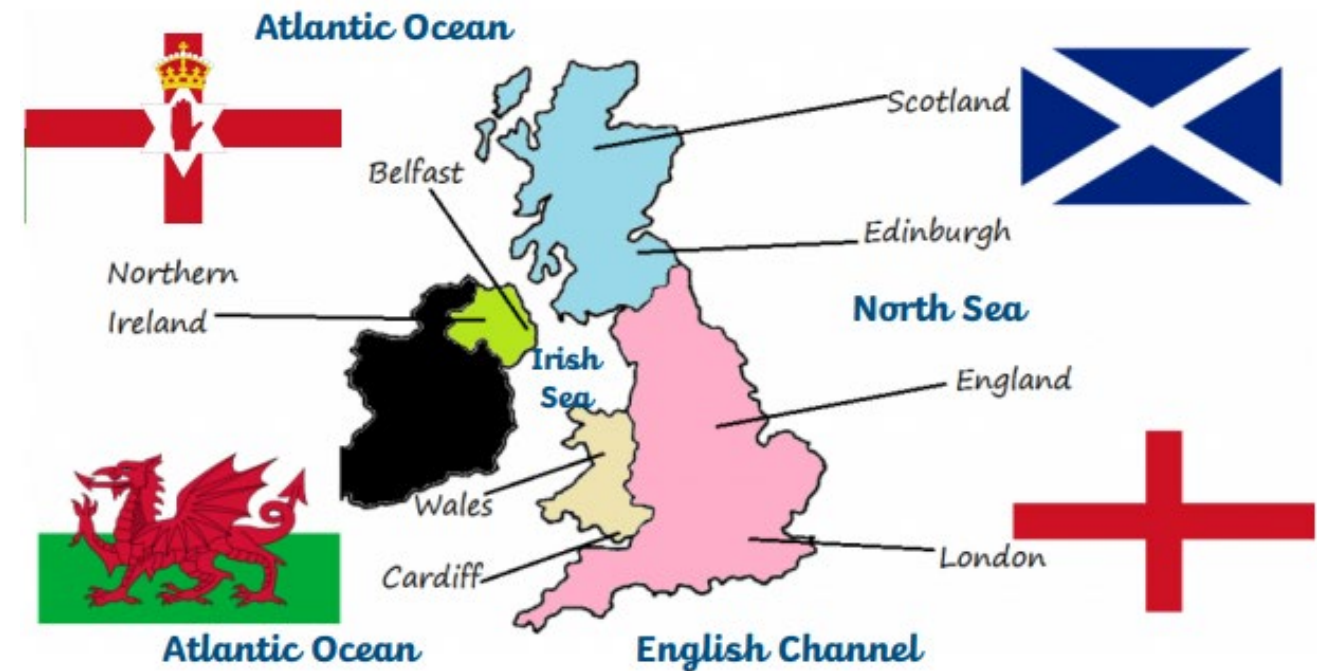 Atlantic Ocean
Scotland
Belfast
Edinburgh
Northern
Ireland
North Sea
Irish
Sea
England
Wales
Cardiff
London
Atlantic Ocean
English Channel